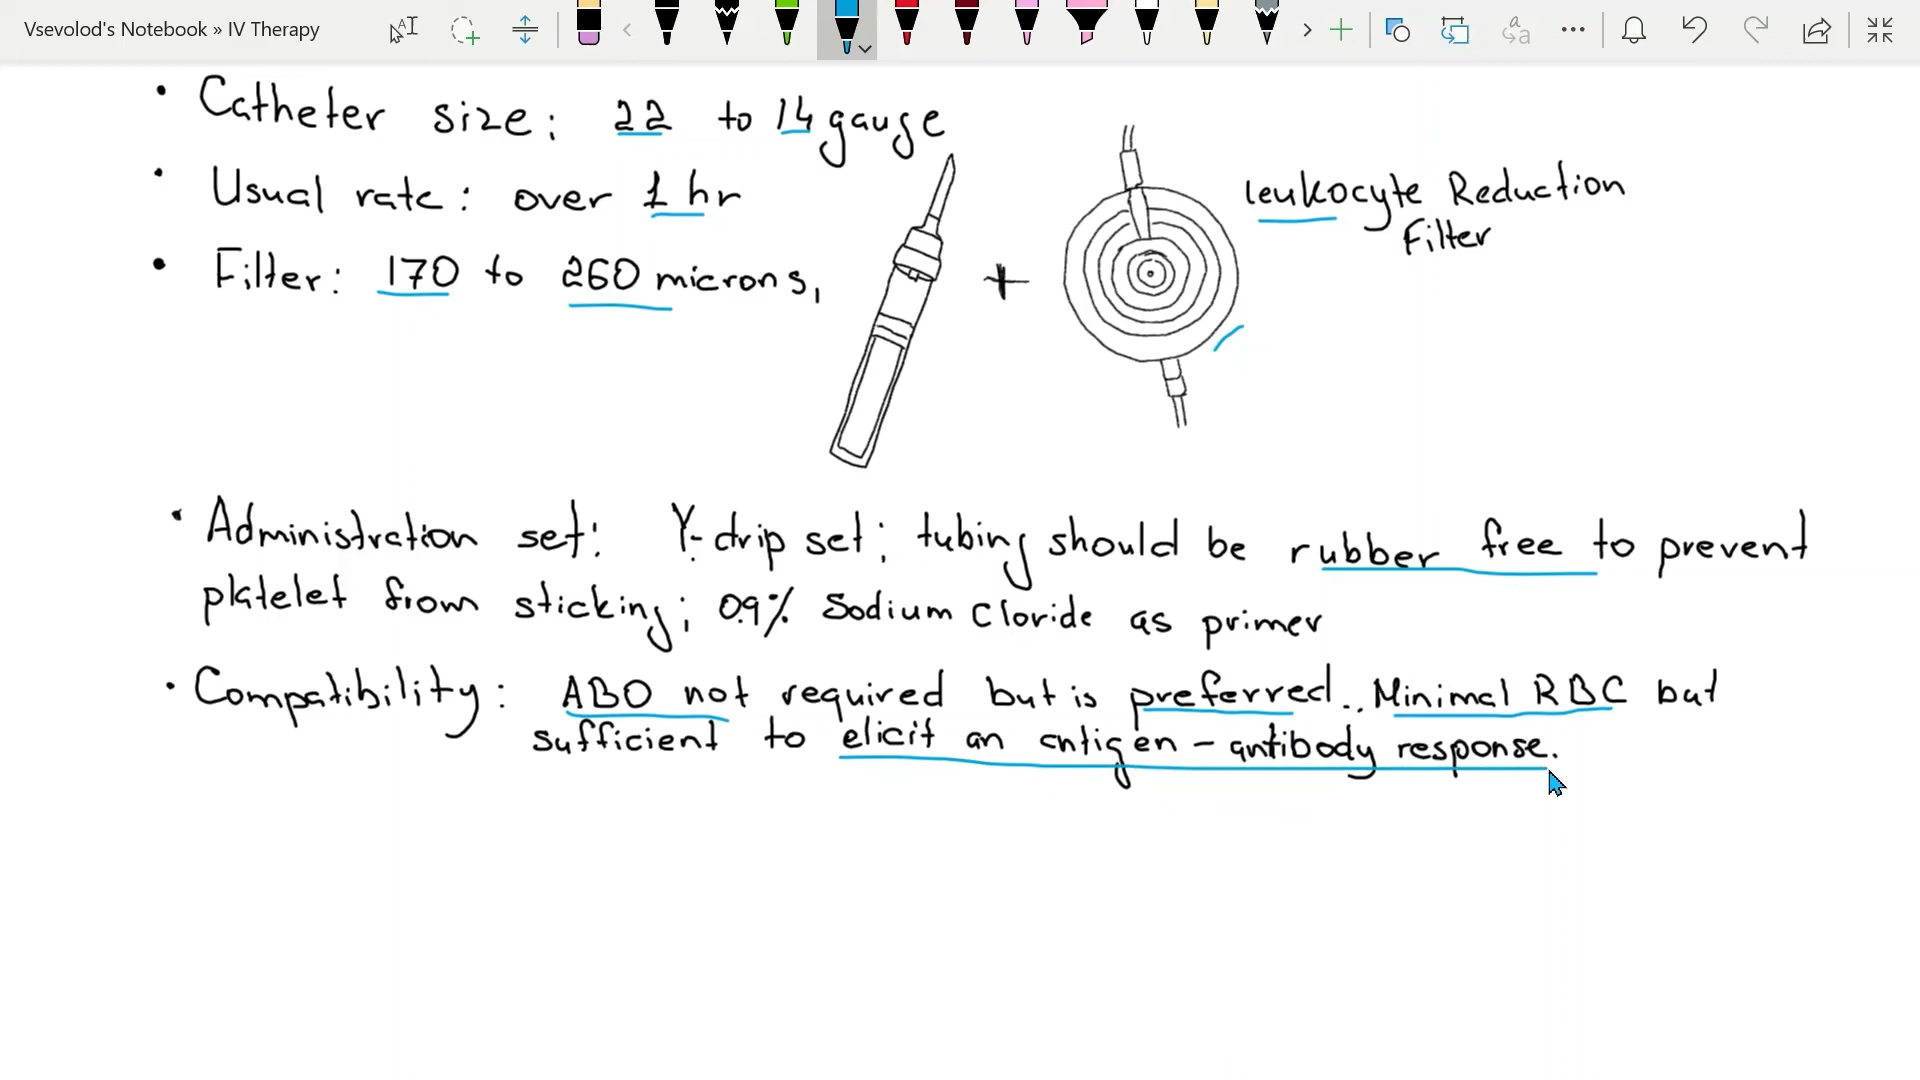 Vsevolod's Notebook » IV Therapy
• Catheter size: 22 to 14 gauge
• Usual rate: over 1 hr
• Filter: 170 to 260 microns,
+
leukocyte Reduction
Filter
• Administration set: Y-drip set; tubing should be rubber free to prevent
platelet from sticking; 0.9% Sodium Cloride as primer
• Compatibility: ABO not required but is preferred.. Minimal RBC but
sufficient to elicit an antigen - antibody response.